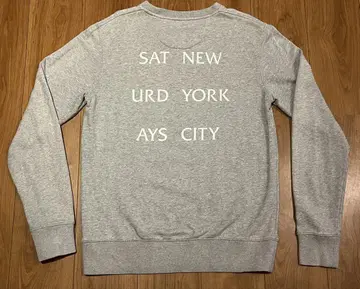 SAT NEW
URD YORK
AYS CITY